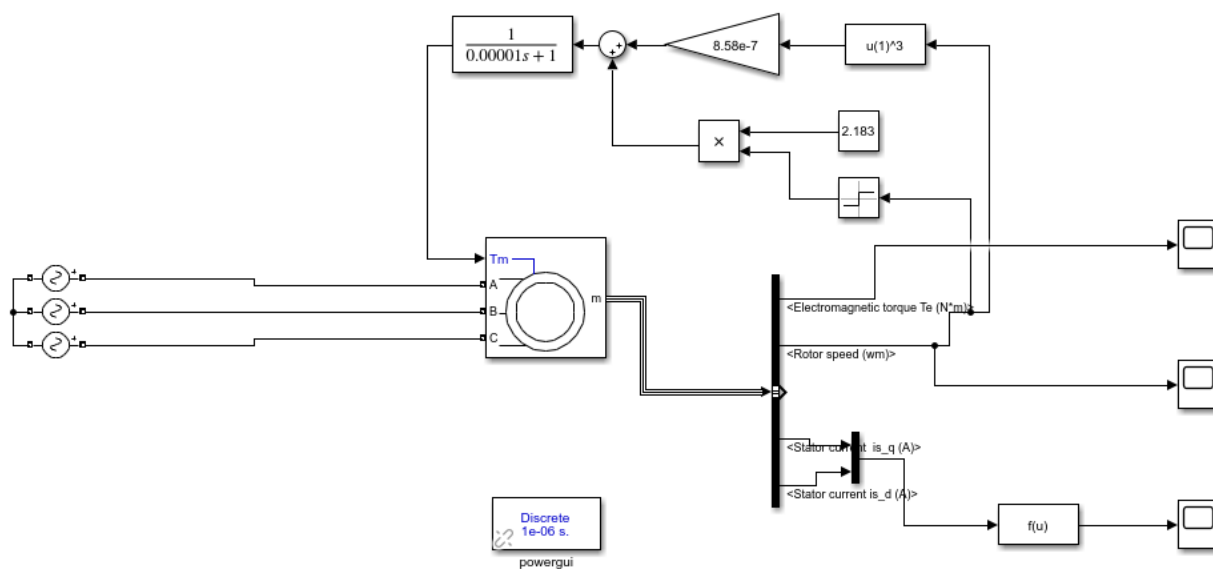 1
0.00001s + 1
+
+
8.58e-7
u(1)^3
×
2.183
Tm
A
B
C
m
+
+
+
<Electromagnetic torque Te (N*m)>
<Rotor speed (wm)>
<Stator current is_q (A)>
<Stator current is_d (A)>
f(u)
Discrete
1e-06 s.
powergui